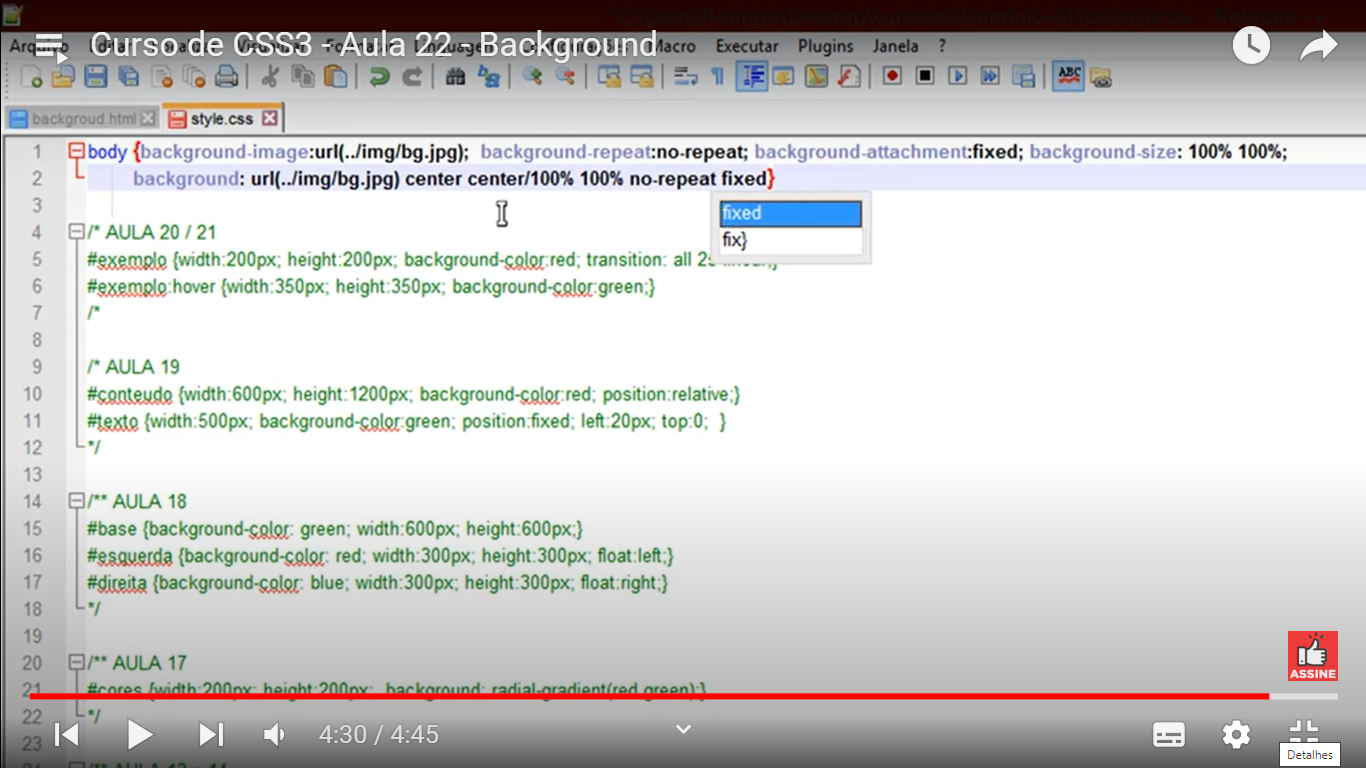 Curso de CSS3 - Aula 22 - Background
Macro Executar Plugins Janela ?
ABC
backgroud.html style.css
1 body {background-image:url(../img/bg.jpg); background-repeat:no-repeat; background-attachment:fixed; background-size: 100% 100%;
2 background: url(../img/bg.jpg) center center/100% 100% no-repeat fixed}
fixed
fix}
3
4 /* AULA 20 / 21
5 #exemplo {width:200px; height:200px; background-color:red; transition: all 2s linear;}
6 #exemplo:hover {width:350px; height:350px; background-color:green;}
7 /*
8
9 /* AULA 19
10 #conteudo {width:600px; height:1200px; background-color:red; position:relative;}
11 #texto {width:500px; background-color:green; position:fixed; left:20px; top:0; }
12 */
13
14 /** AULA 18
15 #base {background-color: green; width:600px; height:600px;}
16 #esquerda {background-color: red; width:300px; height:300px; float:left;}
17 #direita {background-color: blue; width:300px; height:300px; float:right;}
18 */
19
20 /** AULA 17
21 #cores {width:200px; height:200px; background: radial-gradient(red,green);}
22 */
23
ASSINE
4:30 / 4:45
Detalhes